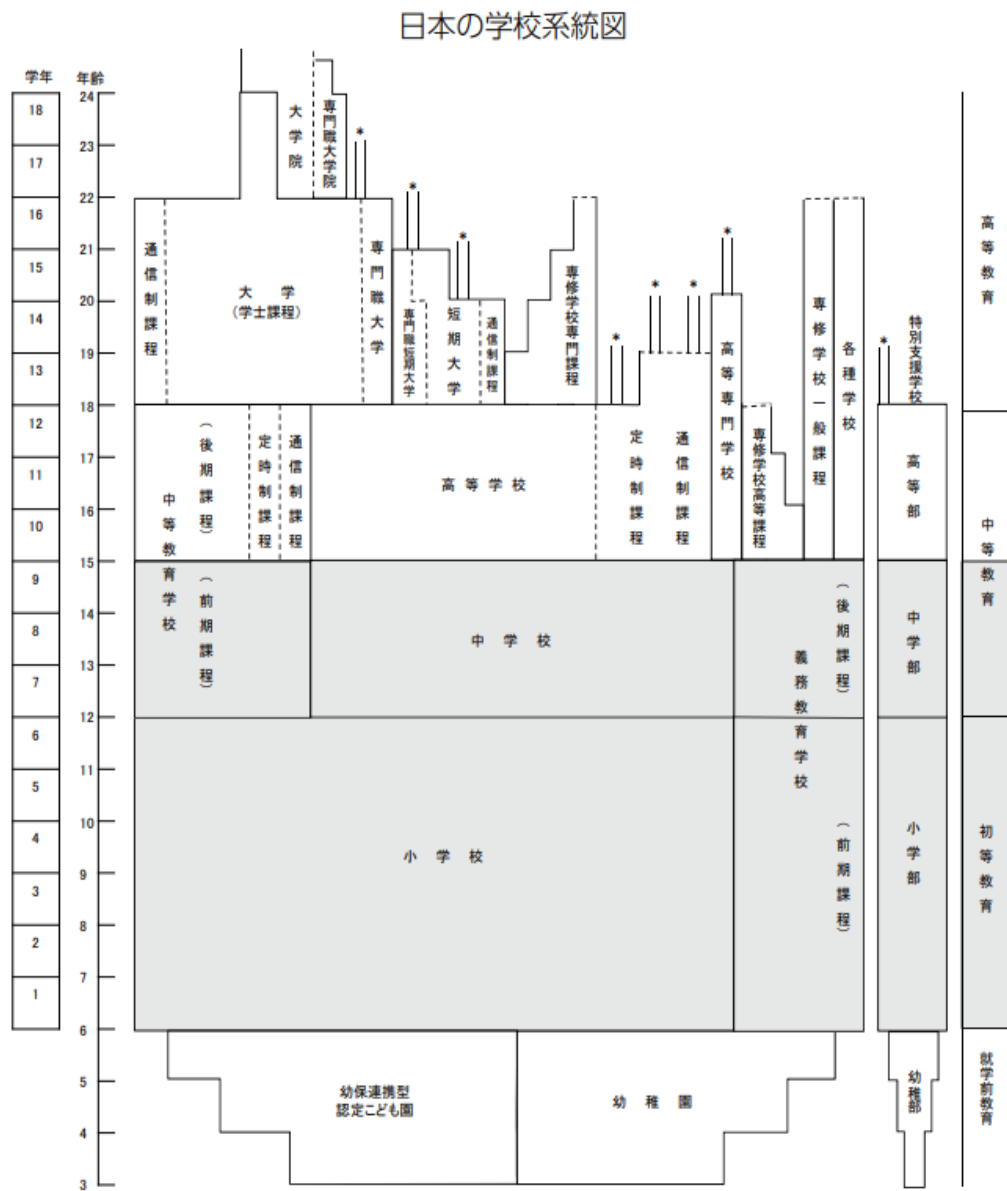 日本の学校系統図
学年
年齢
18
17
16
15
14
13
12
11
10
9
8
7
6
5
4
3
2
1
24
23
22
21
20
19
18
17
16
15
14
13
12
11
10
9
8
7
6
5
4
3
大学院
専門職大学院
*
*
*
*
*
*
*
*
通信制課程
大学
（学士課程）
専門職大学
専門職短期大学
短期大学
通信制課程
専修学校専門課程
高等専門学校
専修学校一般課程
各種学校
特別支援学校
高等教育
中等教育学校
（後期課程）
定時制課程
通信制課程
高等学校
定時制課程
通信制課程
専修学校高等課程
高等部
中等教育
（前期課程）
中学校
義務教育学校
（後期課程）
中学部
小学校
（前期課程）
小学部
初等教育
幼保連携型
認定こども園
幼稚園
幼稚部
就学前教育